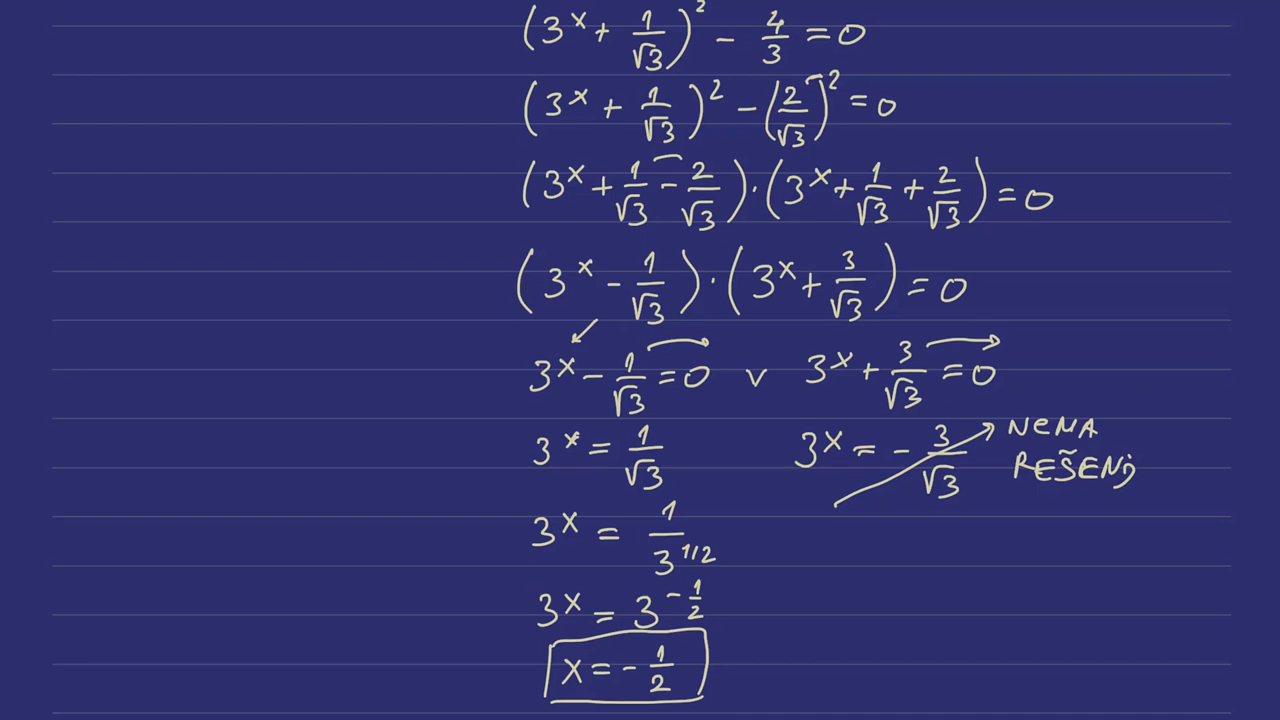 (3^x + 1/√3)^2 - 4/3 = 0
(3^x + 1/√3)^2 - (2/√3)^2 = 0
(3^x + 1/√3 - 2/√3) · (3^x + 1/√3 + 2/√3) = 0
(3^x - 1/√3) · (3^x + 3/√3) = 0
3^x - 1/√3 = 0 ∨ 3^x + 3/√3 = 0
3^x = 1/√3 3^x = - 3/√3 NEMA
REŠENJ
3^x = 1/3^1/2
3^x = 3^-1/2
x = - 1/2